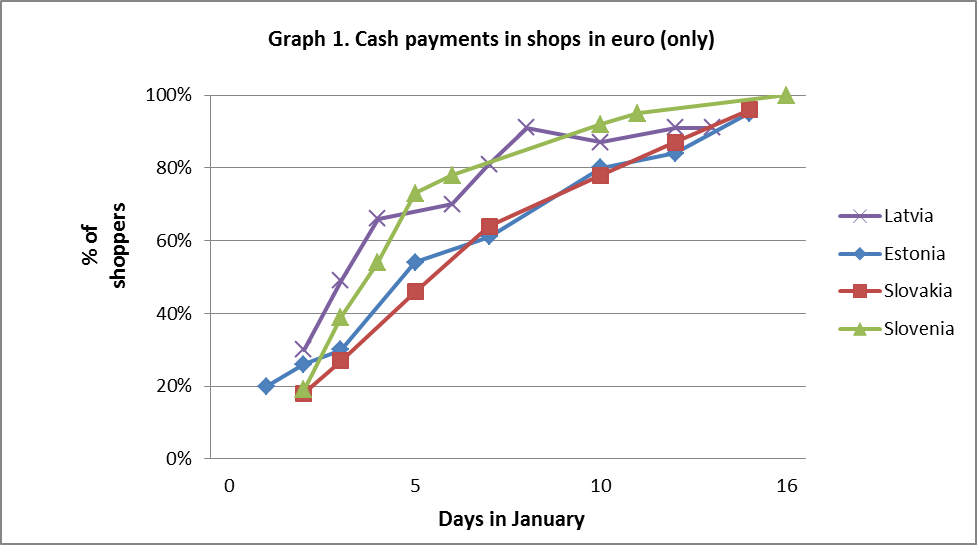 Graph 1. Cash payments in shops in euro (only)
100%
80%
60%
40%
20%
0%
% of
shoppers
0 5 10 16
Days in January
Latvia
Estonia
Slovakia
Slovenia